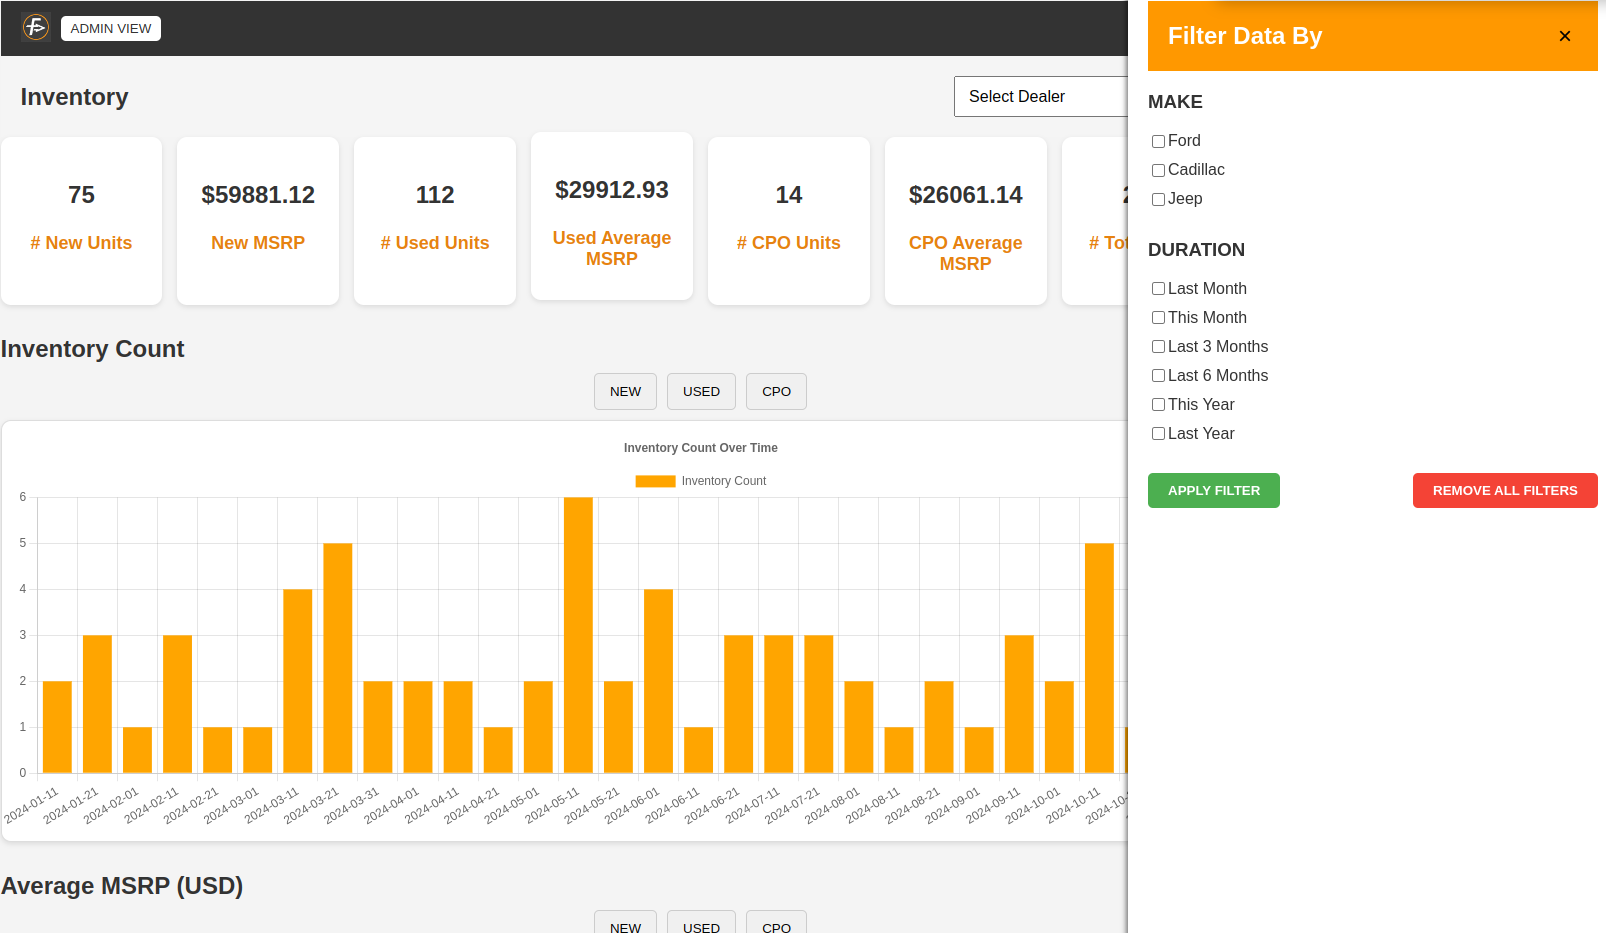 ADMIN VIEW
Inventory
Select Dealer
75
# New Units
$59881.12
New MSRP
112
# Used Units
$29912.93
Used Average
MSRP
14
# CPO Units
$26061.14
CPO Average
MSRP
2
# Tot
Inventory Count
NEW USED CPO
Inventory Count Over Time
Inventory Count
6
5
4
3
2
1
0
2024-01-11
2024-01-21
2024-02-01
2024-02-11
2024-02-21
2024-03-01
2024-03-11
2024-03-21
2024-03-31
2024-04-01
2024-04-11
2024-04-21
2024-05-01
2024-05-11
2024-05-21
2024-06-01
2024-06-11
2024-06-21
2024-07-11
2024-07-21
2024-08-01
2024-08-11
2024-08-21
2024-09-01
2024-09-11
2024-10-01
2024-10-11
2024-10-
Average MSRP (USD)
NEW USED CPO
Filter Data By
×
MAKE
Ford
Cadillac
Jeep
DURATION
Last Month
This Month
Last 3 Months
Last 6 Months
This Year
Last Year
APPLY FILTER REMOVE ALL FILTERS